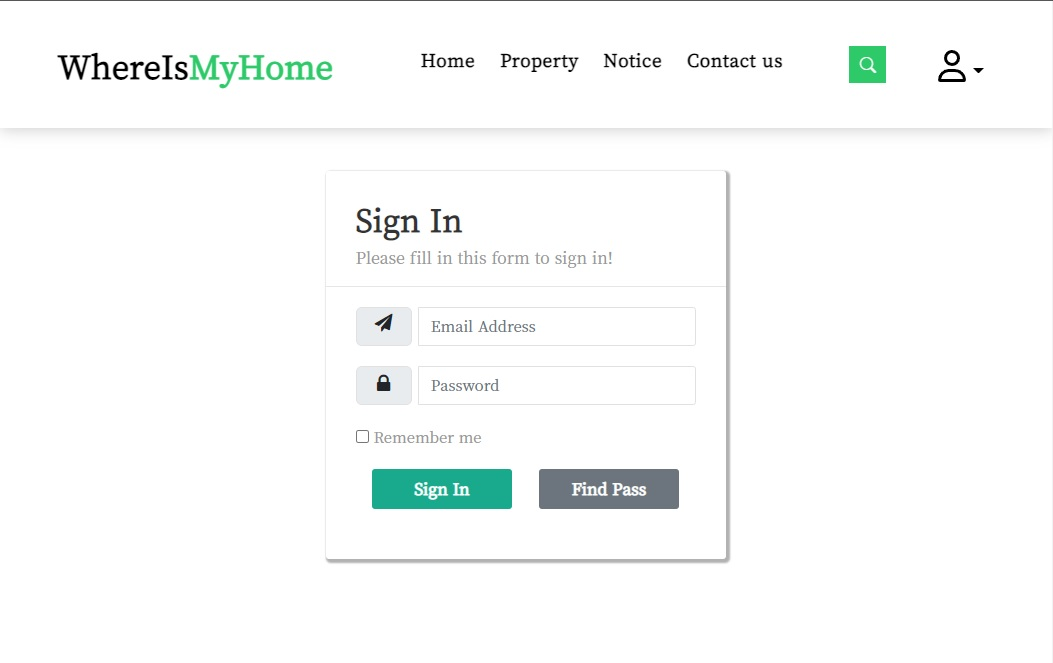 WhereIsMyHome
Home Property Notice Contact us
Sign In
Please fill in this form to sign in!
Email Address
Password
Remember me
Sign In Find Pass